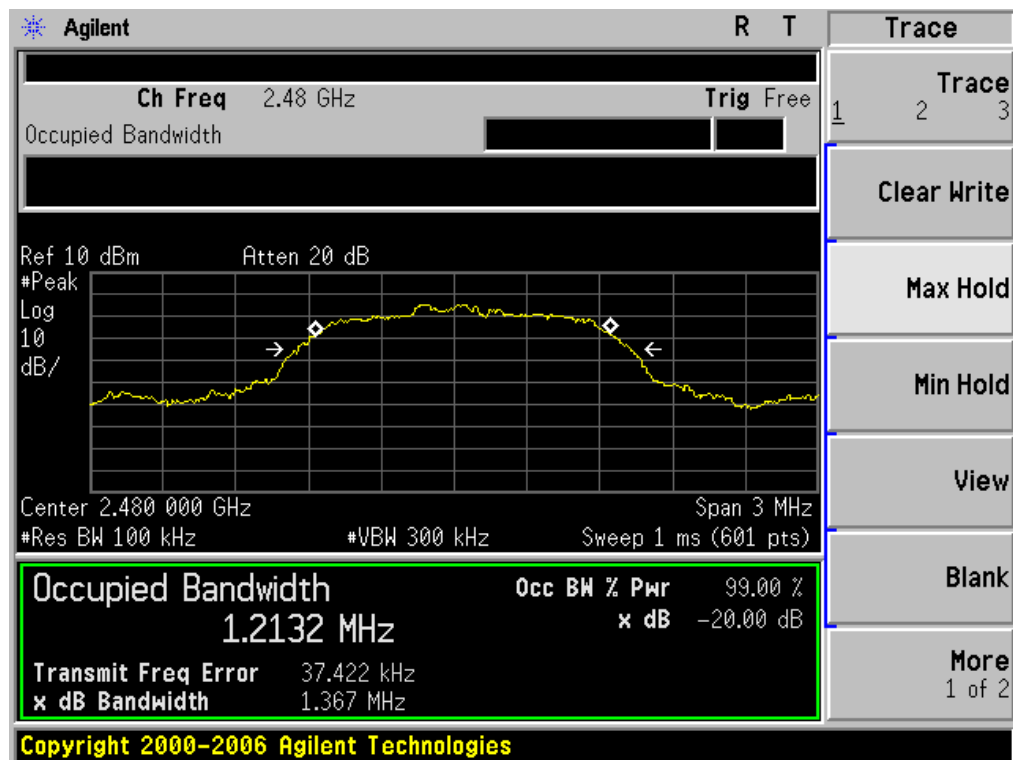 Agilent R T Trace
Ch Freq 2.48 GHz Trig Free
Occupied Bandwidth
Trace
1 2 3
Clear Write
Ref 10 dBm Atten 20 dB
#Peak
Log
10
dB/
Max Hold
Min Hold
View
Center 2.480 000 GHz Span 3 MHz
#Res BW 100 kHz #VBW 300 kHz Sweep 1 ms (601 pts)
Occupied Bandwidth Occ BW % Pwr 99.00 %
1.2132 MHz x dB -20.00 dB
Transmit Freq Error 37.422 kHz
x dB Bandwidth 1.367 MHz
Blank
More
1 of 2
Copyright 2000-2006 Agilent Technologies